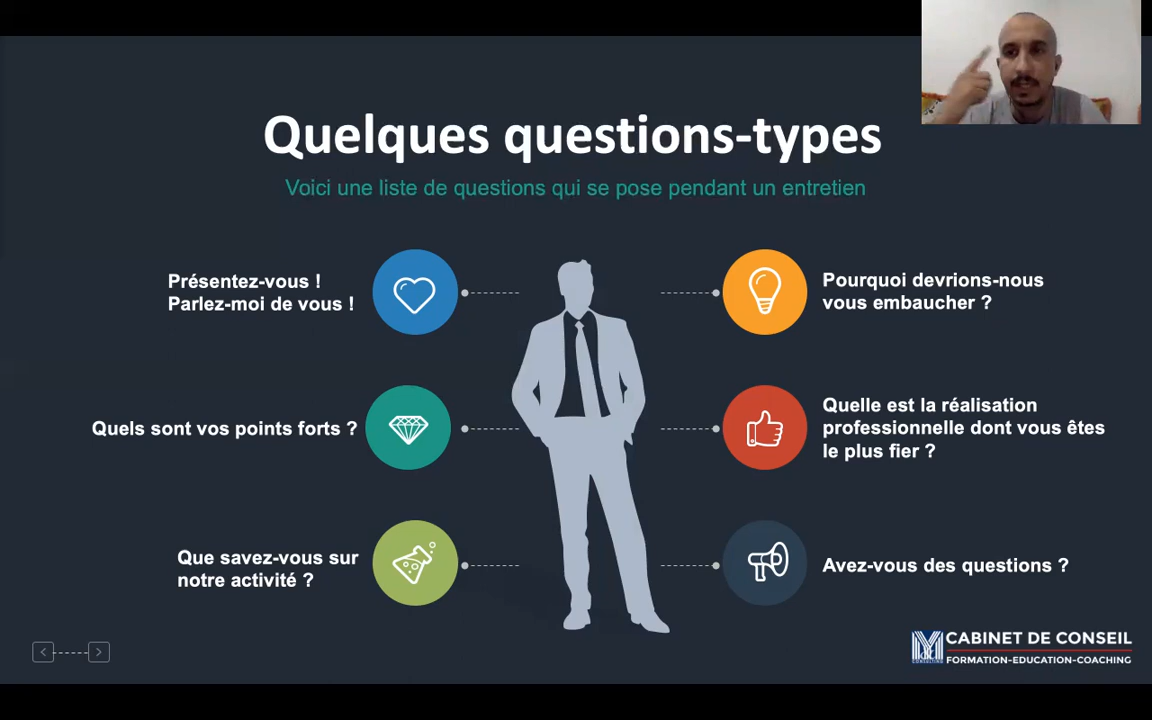 Quelques questions-types
Voici une liste de questions qui se pose pendant un entretien
Présentez-vous !
Parlez-moi de vous !
Quels sont vos points forts ?
Que savez-vous sur
notre activité ?
Pourquoi devrions-nous
vous embaucher ?
Quelle est la réalisation
professionnelle dont vous êtes
le plus fier ?
Avez-vous des questions ?
CABINET DE CONSEIL
FORMATION-EDUCATION-COACHING